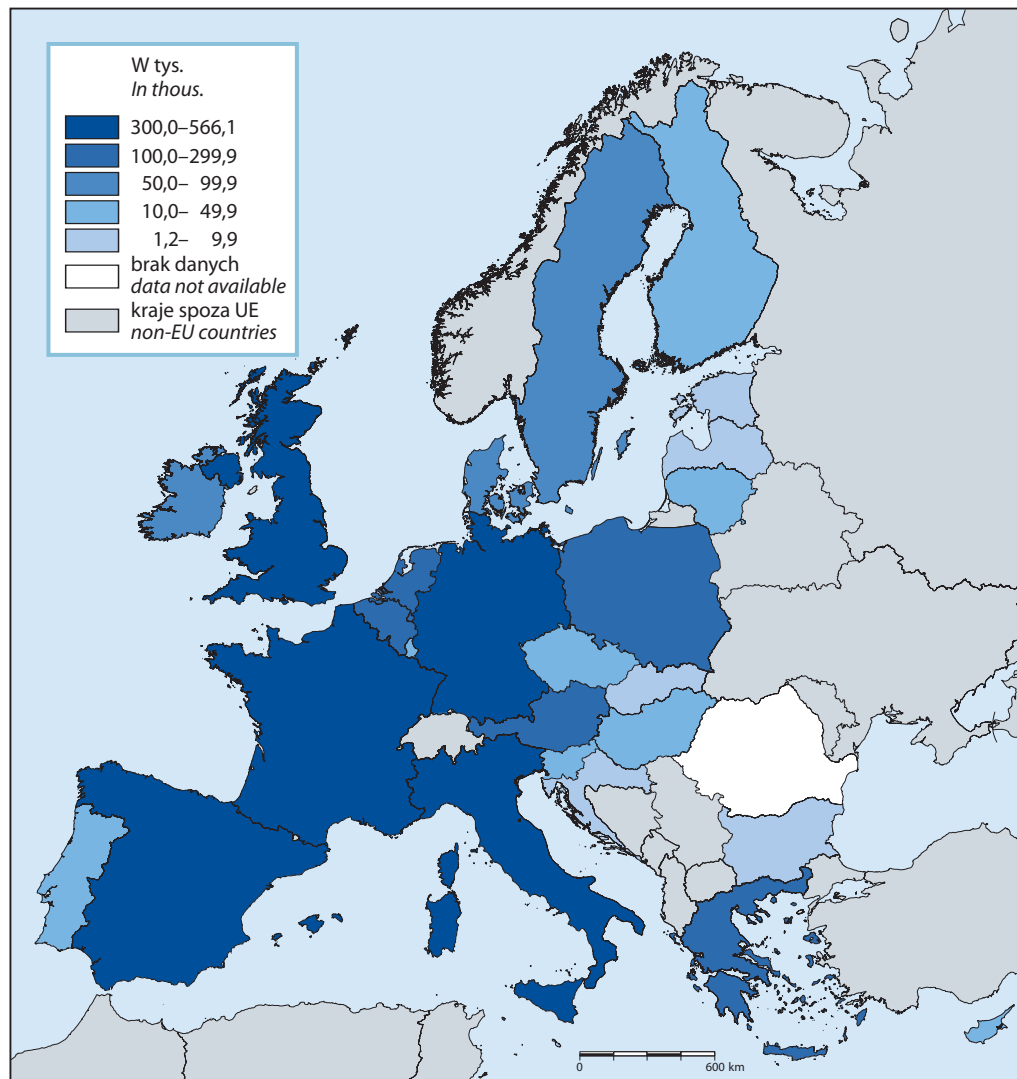 W tys.
In thous.
300,0–566,1
100,0–299,9
50,0– 99,9
10,0– 49,9
1,2– 9,9
brak danych
data not available
kraje spoza UE
non-EU countries
0 600 km